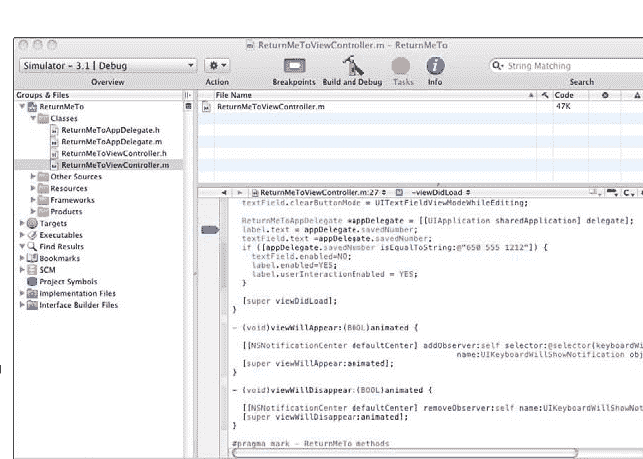 ReturnMeToViewController.m – ReturnMeTo
Simulator – 3.1 | Debug
String Matching
Overview
Action
Breakpoints
Build and Debug
Tasks
Info
Search
Groups & Files
File Name
Code
ReturnMeTo
ReturnMeToViewController.m
47K
Classes
ReturnMeToAppDelegate.h
ReturnMeToAppDelegate.m
ReturnMeToViewController.h
ReturnMeToViewController.m
Other Sources
Resources
Frameworks
Products
Targets
Executables
Find Results
Bookmarks
SCM
Project Symbols
Implementation Files
Interface Builder Files
ReturnMeToViewController.m:27
-viewDidLoad
C
textField.clearButtonMode = UITextFieldViewModeWhileEditing;
ReturnMeToAppDelegate *appDelegate = [[UIApplication sharedApplication] delegate];
label.text = appDelegate.savedNumber;
textField.text =appDelegate.savedNumber;
if ([appDelegate.savedNumber isEqualToString:@"650 555 1212"]) {
textField.enabled=NO;
label.enabled=YES;
label.userInteractionEnabled = YES;
}
[super viewDidLoad];
}
- (void)viewWillAppear:(BOOL)animated {
[[NSNotificationCenter defaultCenter] addObserver:self selector:@selector(keyboardWi
name:UIKeyboardWillShowNotification obj
[super viewWillAppear:animated];
}
- (void)viewWillDisappear:(BOOL)animated {
[[NSNotificationCenter defaultCenter] removeObserver:self name:UIKeyboardWillShowNot
[super viewWillDisappear:animated];
}
#pragma mark - ReturnMeTo methods